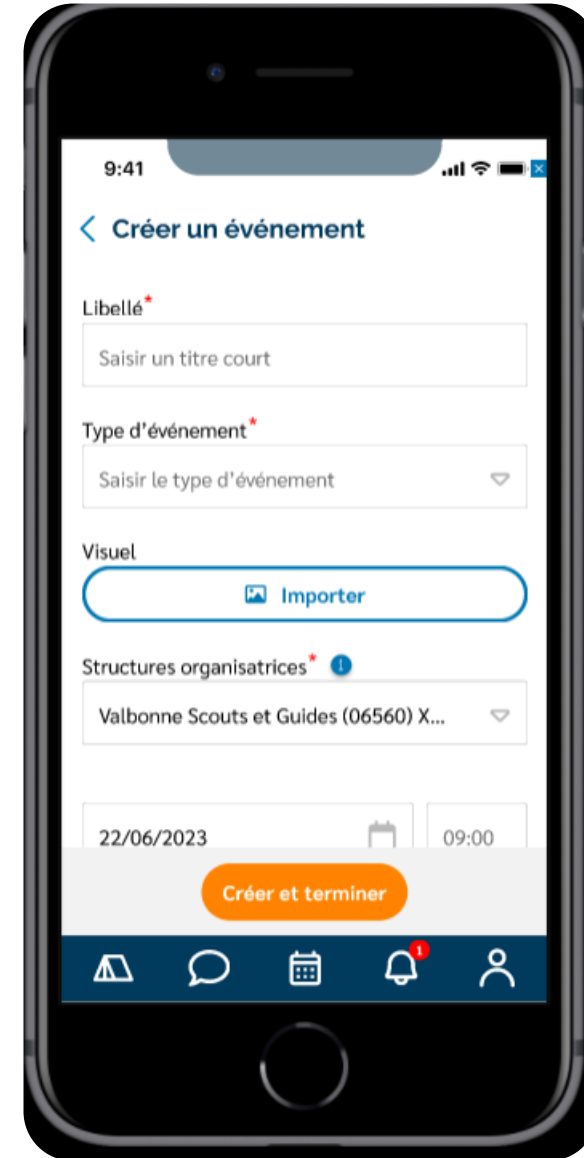 9:41
Créer un événement
Libellé*
Saisir un titre court
Type d'événement*
Saisir le type d'événement
Visuel
Importer
Structures organisatrices*
Valbonne Scouts et Guides (06560) X...
22/06/2023 09:00
Créer et terminer
1